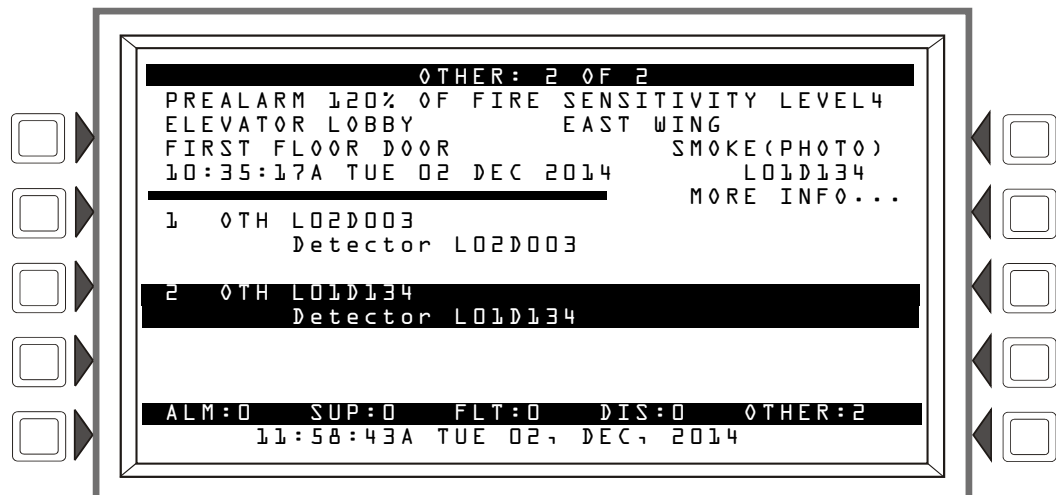 OTHER: 2 OF 2
PREALARM 120% OF FIRE SENSITIVITY LEVEL4
ELEVATOR LOBBY EAST WING
FIRST FLOOR DOOR SMOKE(PHOTO)
10:35:17A TUE 02 DEC 2014 L01D134
MORE INFO...
1 OTH L02D003
Detector L02D003
2 OTH L01D134
Detector L01D134
ALM:0 SUP:0 FLT:0 DIS:0 OTHER:2
11:58:43A TUE 02, DEC, 2014